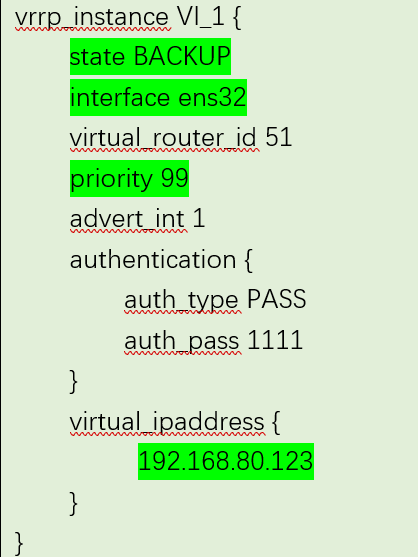 vrrp_instance VI_1 {
state BACKUP
interface ens32
virtual_router_id 51
priority 99
advert_int 1
authentication {
auth_type PASS
auth_pass 1111
}
virtual_ipaddress {
192.168.80.123
}
}